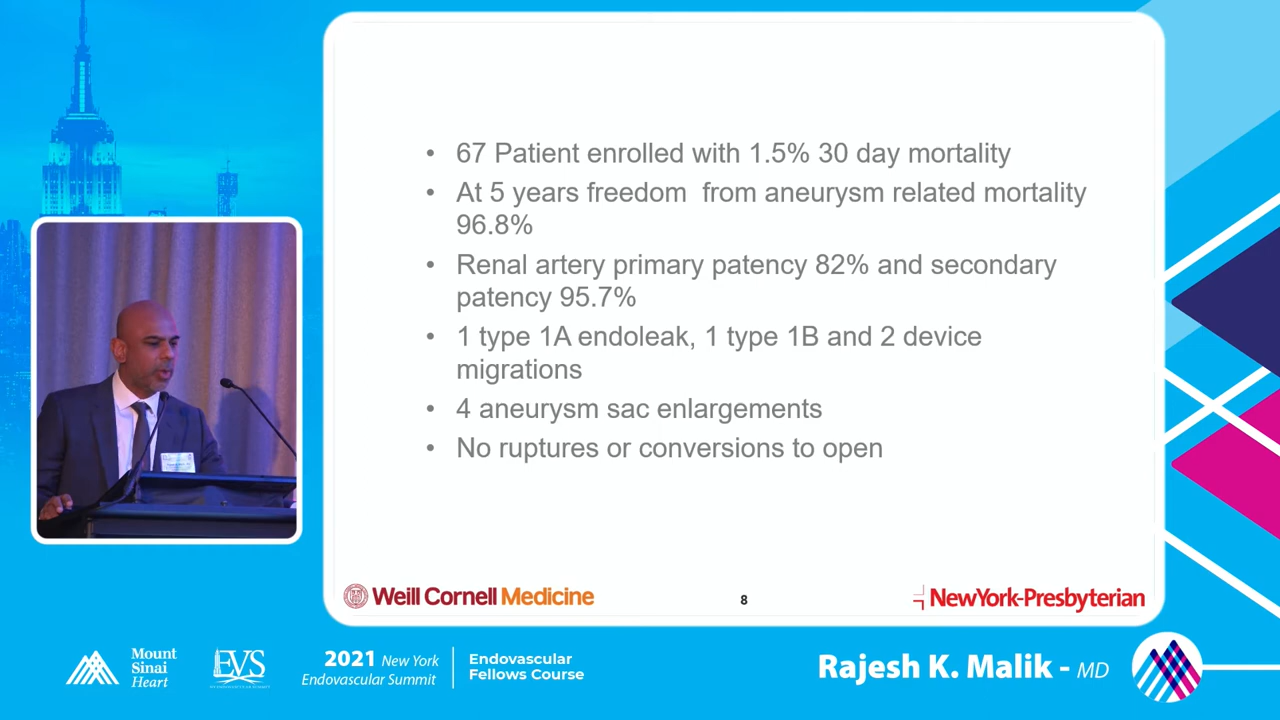 • 67 Patient enrolled with 1.5% 30 day mortality
• At 5 years freedom from aneurysm related mortality
96.8%
• Renal artery primary patency 82% and secondary
patency 95.7%
• 1 type 1A endoleak, 1 type 1B and 2 device
migrations
• 4 aneurysm sac enlargements
• No ruptures or conversions to open
Weill Cornell Medicine
8
NewYork-Presbyterian
Mount
Sinai
Heart
EVS
2021 New York
Endovascular Summit
Endovascular
Fellows Course
Rajesh K. Malik - MD